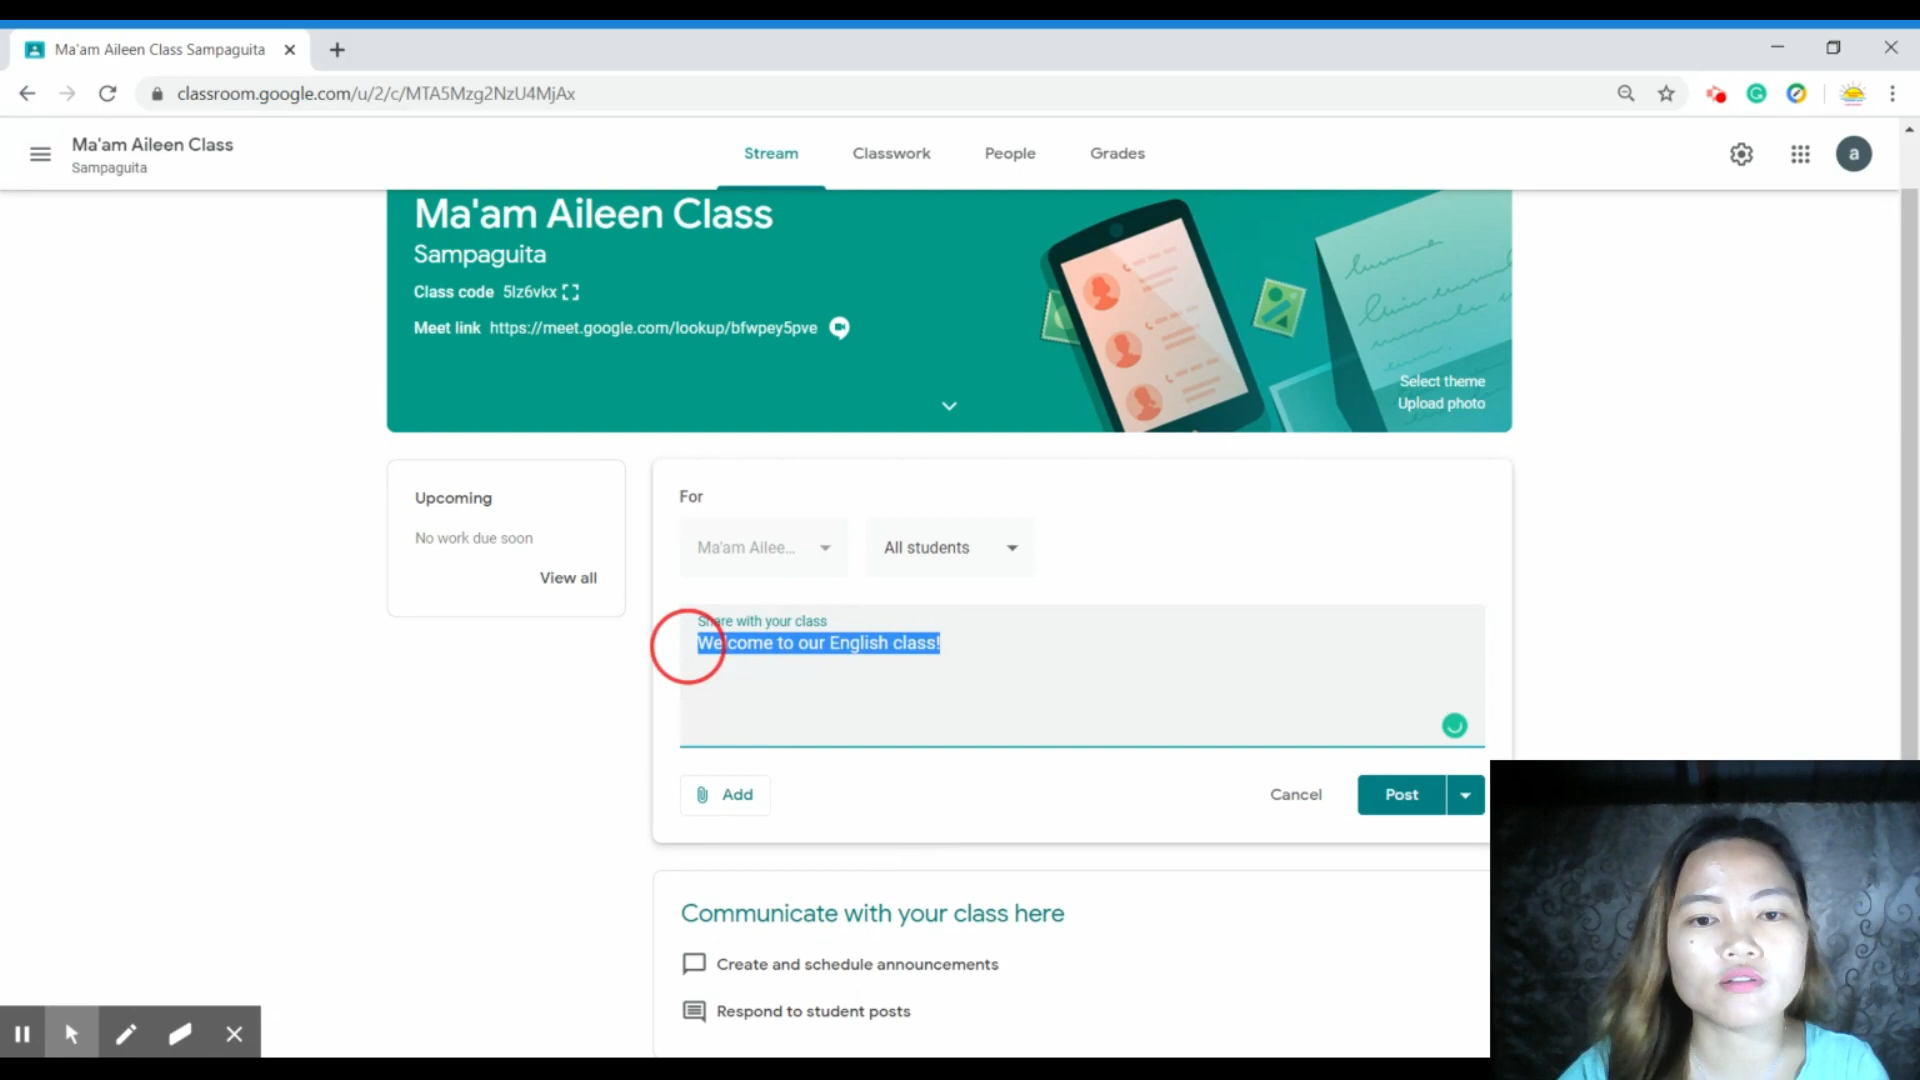 Ma'am Aileen Class Sampaguita
classroom.google.com/u/2/c/MTA5Mzg2NzU4MjAx
Ma'am Aileen Class
Sampaguita
Stream
Classwork
People
Grades
a
Ma'am Aileen Class
Sampaguita
Class code 5lz6vkx
Meet link https://meet.google.com/lookup/bfwpey5pve
Select theme
Upload photo
Upcoming
No work due soon
View all
For
Ma'am Ailee...
All students
Share with your class
Welcome to our English class!
Add
Cancel
Post
Communicate with your class here
Create and schedule announcements
Respond to student posts